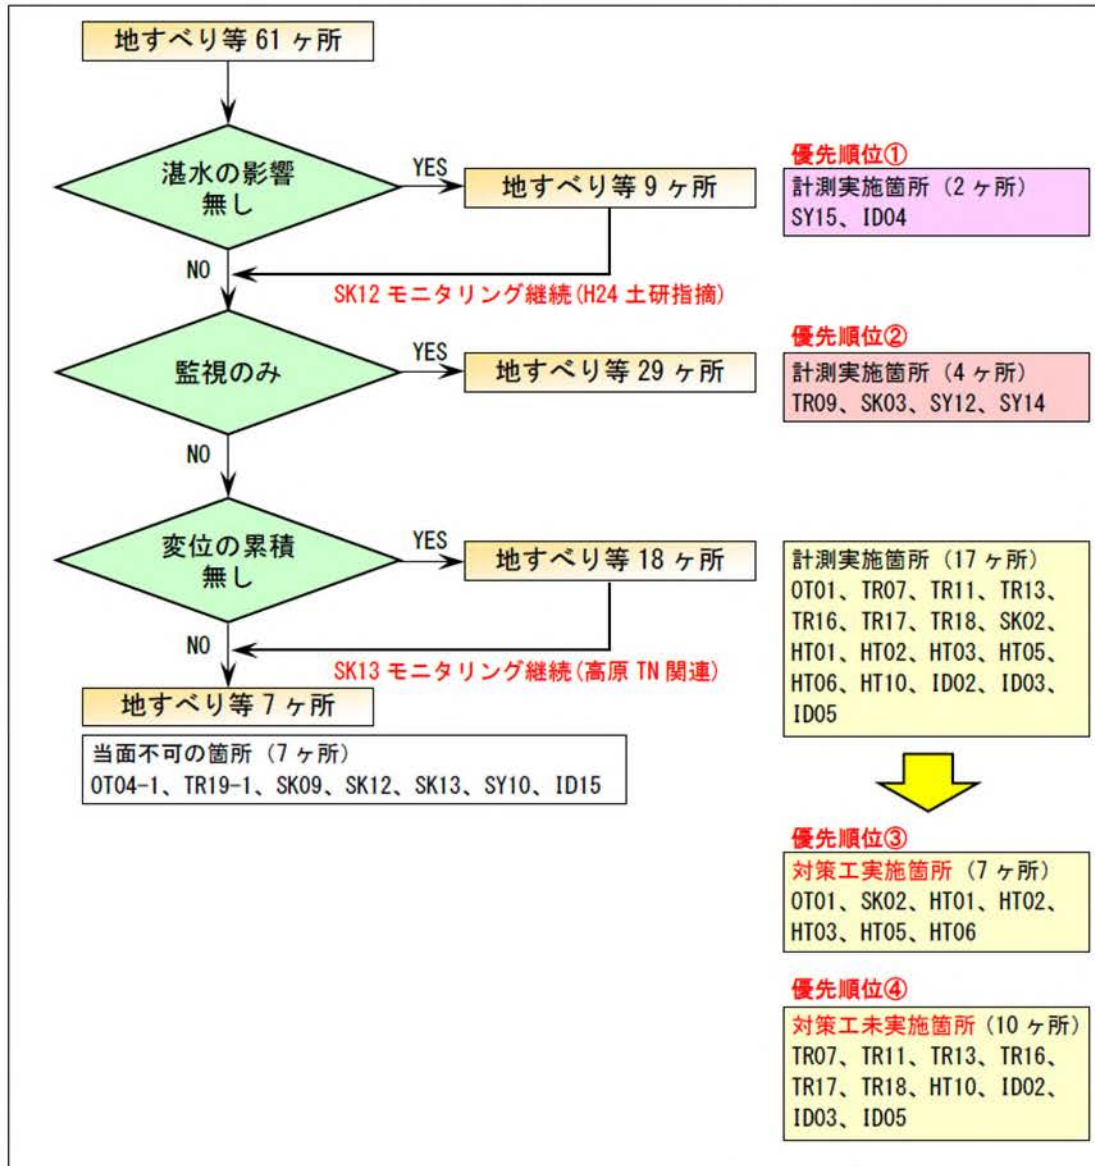 地すべり等 61 ヶ所
湛水の影響
無し
YES
地すべり等 9 ヶ所
優先順位①
計測実施箇所（2 ヶ所）
SY15、ID04
NO
SK12 モニタリング継続(H24 土研指摘)
監視のみ
YES
地すべり等 29 ヶ所
優先順位②
計測実施箇所（4 ヶ所）
TR09、SK03、SY12、SY14
NO
変位の累積
無し
YES
地すべり等 18 ヶ所
計測実施箇所（17 ヶ所）
OT01、TR07、TR11、TR13、
TR16、TR17、TR18、SK02、
HT01、HT02、HT03、HT05、
HT06、HT10、ID02、ID03、
ID05
NO
SK13 モニタリング継続(高原 TN 関連)
地すべり等 7 ヶ所
当面不可の箇所（7 ヶ所）
OT04-1、TR19-1、SK09、SK12、SK13、SY10、ID15
優先順位③
対策工実施箇所（7 ヶ所）
OT01、SK02、HT01、HT02、
HT03、HT05、HT06
優先順位④
対策工未実施箇所（10 ヶ所）
TR07、TR11、TR13、TR16、
TR17、TR18、HT10、ID02、
ID03、ID05